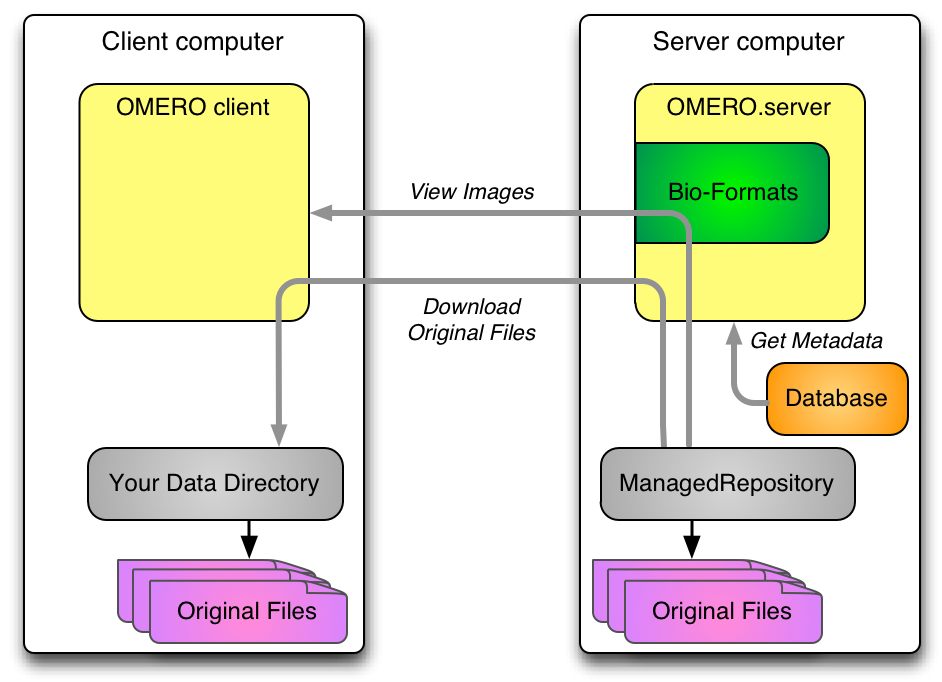 Client computer
Server computer
OMERO client
OMERO.server
Bio-Formats
View Images
Download
Original Files
Get Metadata
Database
Your Data Directory
ManagedRepository
Original Files
Original Files